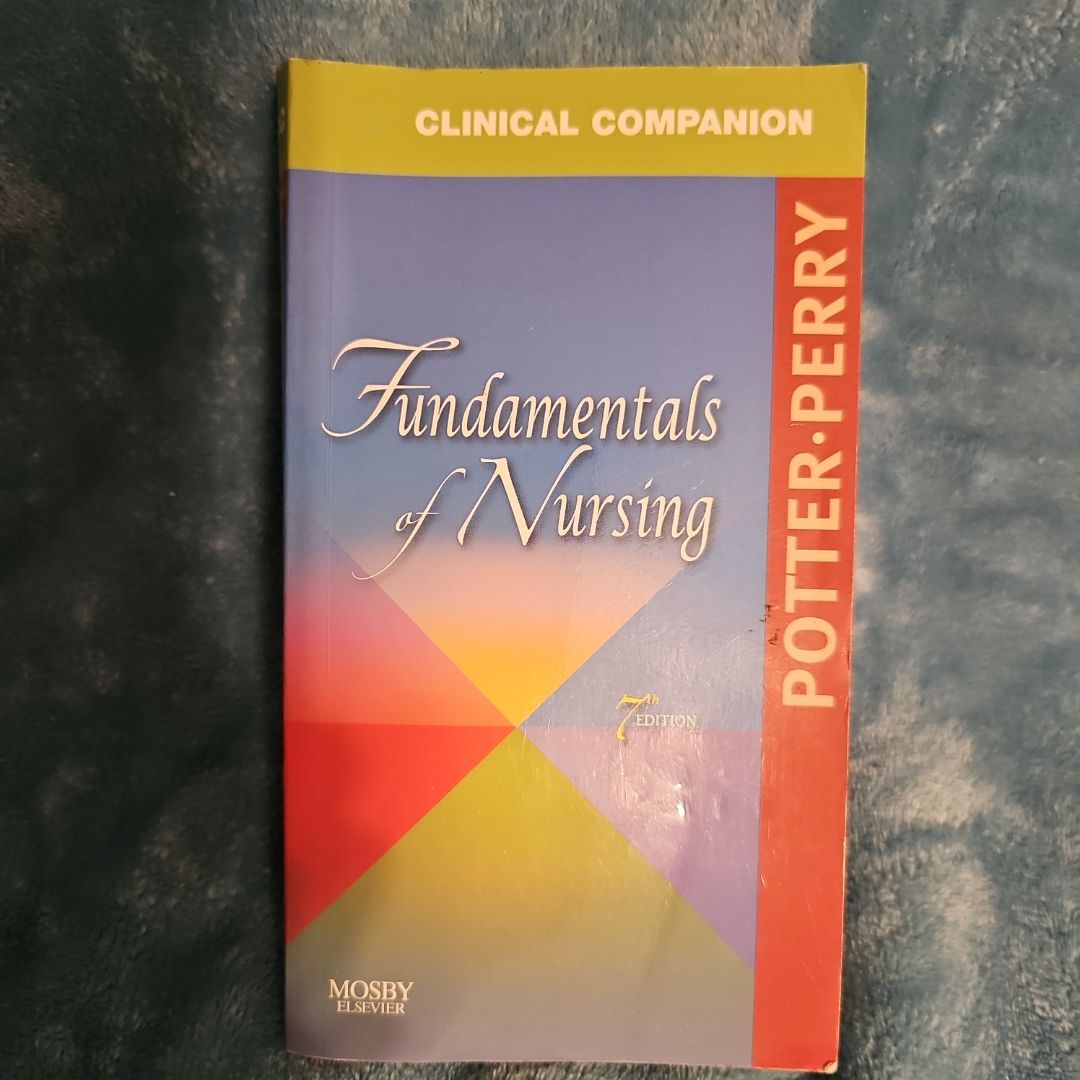 CLINICAL COMPANION
Fundamentals
of Nursing
7th EDITION
POTTER·PERRY
MOSBY
ELSEVIER